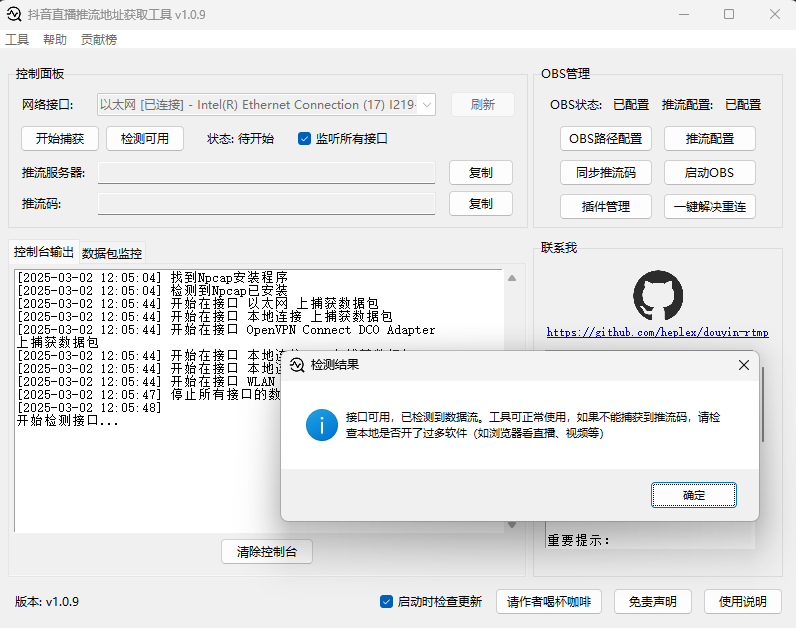 抖音直播推流地址获取工具 v1.0.9
工具 帮助 贡献榜
控制面板
网络接口: 以太网 [已连接] - Intel(R) Ethernet Connection (17) I219- 刷新
开始捕获 检测可用 状态: 待开始 监听所有接口
推流服务器: 复制
推流码: 复制
OBS管理
OBS状态: 已配置 推流配置: 已配置
OBS路径配置 推流配置
同步推流码 启动OBS
插件管理 一键解决重连
控制台输出 数据包监控
[2025-03-02 12:05:04] 找到Npcap安装程序
[2025-03-02 12:05:04] 检测到Npcap已安装
[2025-03-02 12:05:44] 开始在接口 以太网 上捕获数据包
[2025-03-02 12:05:44] 开始在接口 本地连接 上捕获数据包
[2025-03-02 12:05:44] 开始在接口 OpenVPN Connect DCO Adapter
上捕获数据包
[2025-03-02 12:05:44] 开始在接口 本地
[2025-03-02 12:05:44] 开始在接口 本地
[2025-03-02 12:05:44] 开始在接口 WLAN
[2025-03-02 12:05:47] 停止所有接口的数
[2025-03-02 12:05:48]
开始检测接口...
清除控制台
联系我
https://github.com/heplex/douyin-rtmp
重要提示:
检测结果
接口可用，已检测到数据流。工具可正常使用，如果不能捕获到推流码，请检
查本地是否开了过多软件（如浏览器看直播、视频等）
确定
版本: v1.0.9 启动时检查更新 请作者喝杯咖啡 免责声明 使用说明